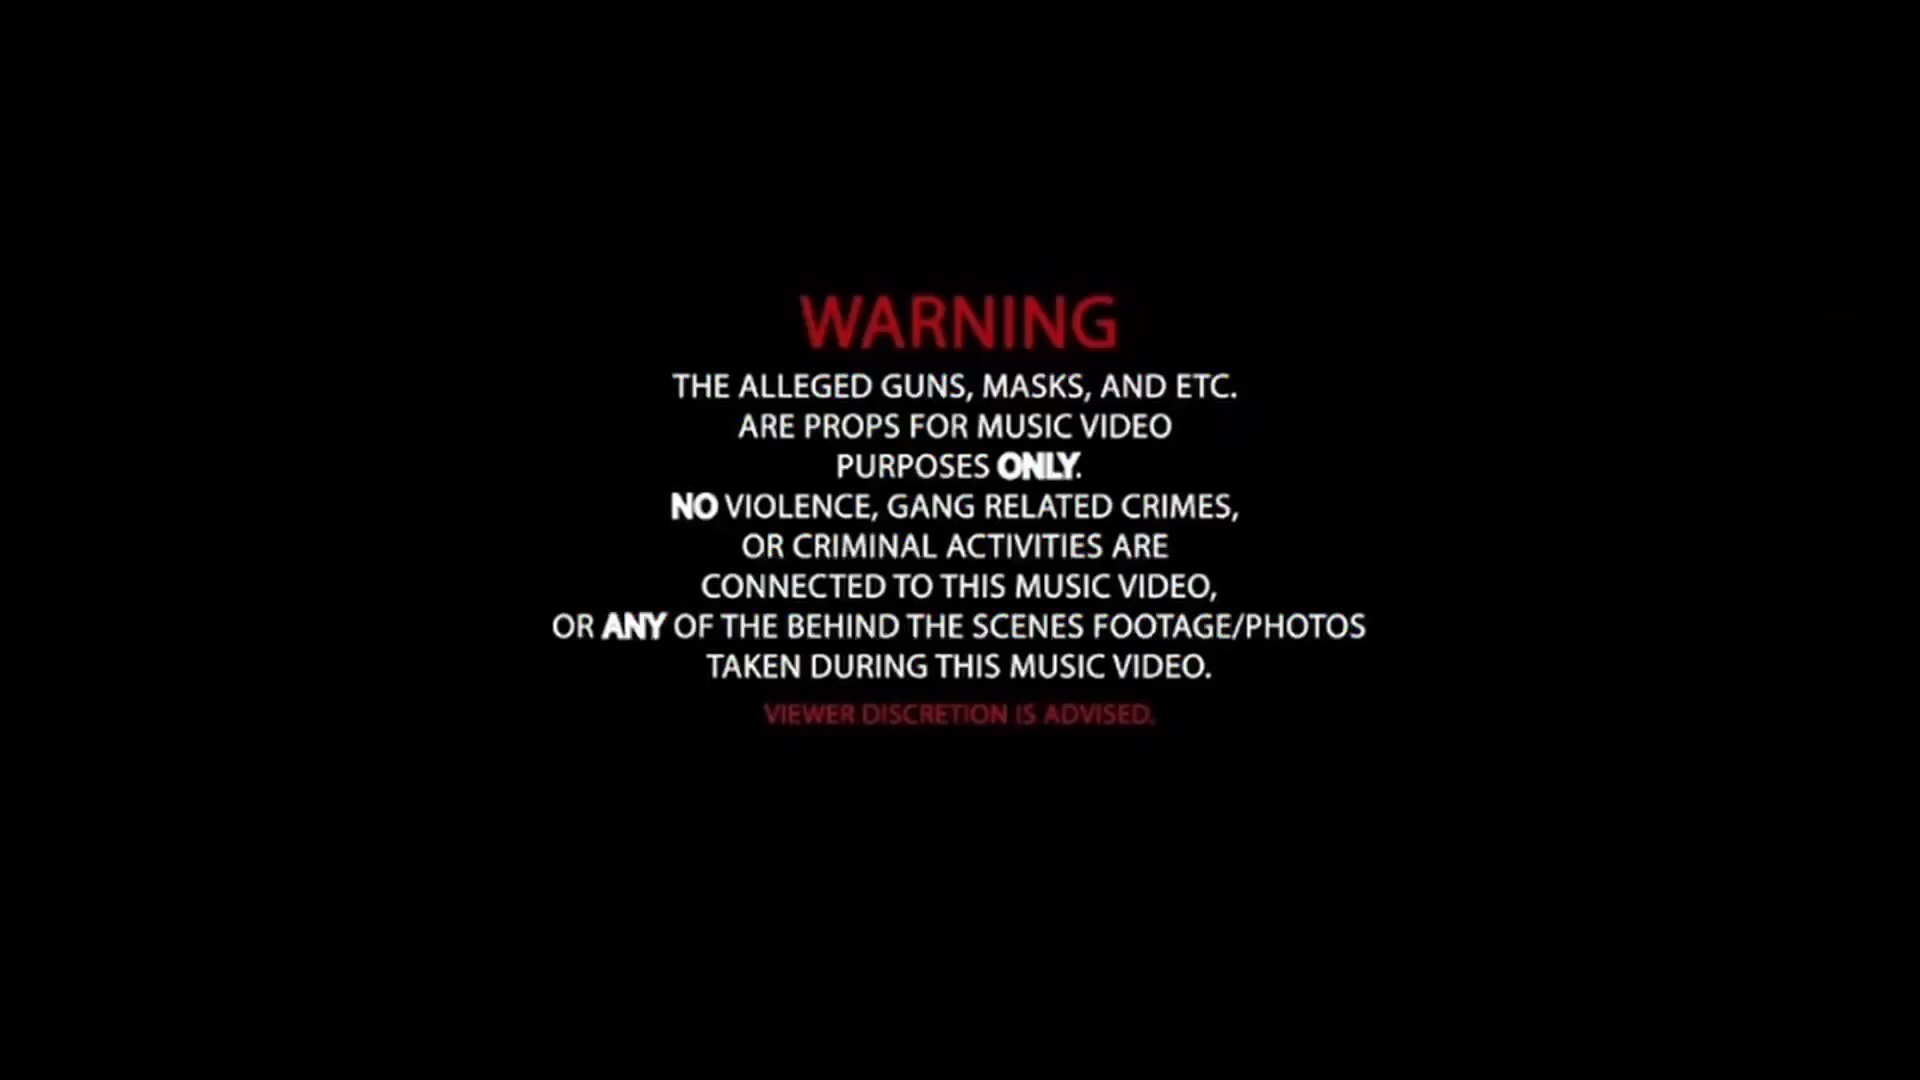 WARNING
THE ALLEGED GUNS, MASKS, AND ETC.
ARE PROPS FOR MUSIC VIDEO
PURPOSES ONLY.
NO VIOLENCE, GANG RELATED CRIMES,
OR CRIMINAL ACTIVITIES ARE
CONNECTED TO THIS MUSIC VIDEO,
OR ANY OF THE BEHIND THE SCENES FOOTAGE/PHOTOS
TAKEN DURING THIS MUSIC VIDEO.
VIEWER DISCRETION IS ADVISED.